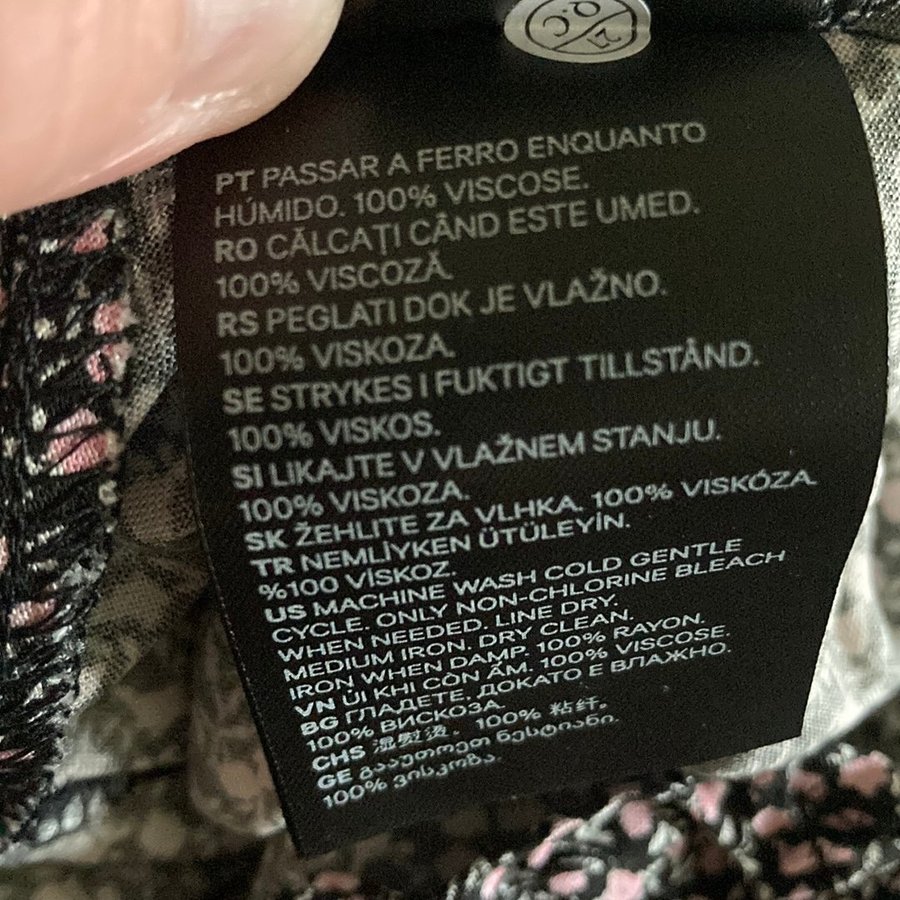 Q.C
PT PASSAR A FERRO ENQUANTO
HÚMIDO. 100% VISCOSE.
RO CĂLCAȚI CÂND ESTE UMED.
100% VISCOZĂ.
RS PEGLATI DOK JE VLAŽNO.
100% VISKOZA.
SE STRYKES I FUKTIGT TILLSTÅND.
100% VISKOS.
SI LIKAJTE V VLAŽNEM STANJU.
100% VISKOZA.
SK ŽEHLITE ZA VLHKA. 100% VISKÓZA.
TR NEMLİYKEN ÜTÜLEYİN.
%100 VİSKOZ.
US MACHINE WASH COLD GENTLE
CYCLE. ONLY NON-CHLORINE BLEACH
WHEN NEEDED. LINE DRY.
MEDIUM IRON. DRY CLEAN.
IRON WHEN DAMP. 100% RAYON.
VN ỦI KHI CÒN ẨM. 100% VISCOSE.
BG ГЛАДЕТЕ, ДОКАТО Е ВЛАЖНО.
100% ВИСКОЗА.
CHS 湿熨烫。100% 粘纤。
GE გააუთოეთ ნესტიანი.
100% ვისკოზა.